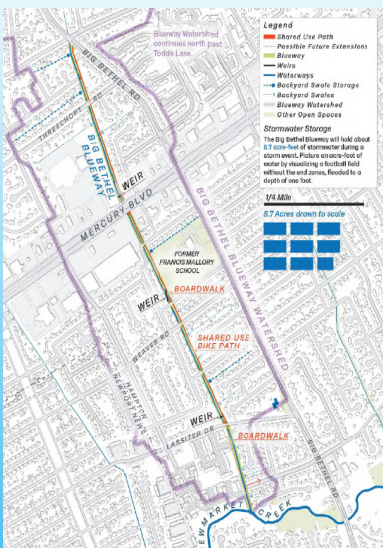 Blueway Watershed
continues north past
Todds Lane.
BIG BETHEL RD
THREECHOPT RD
BIG BETHEL
BLUEWAY
WEIR
MERCURY BLVD
BIG BETHEL BLUEWAY WATERSHED
FORMER
FRANCIS MALLORY
SCHOOL
WEIR
BOARDWALK
WEAVER RD
SHARED USE
BIKE PATH
HAMPTON
NEWPORT NEWS
WEIR
LASSITER DR
BOARDWALK
BIG BETHEL RD
NEWMARKET CREEK
Legend
Shared Use Path
Possible Future Extensions
Blueway
Weirs
Waterways
Backyard Swale Storage
Backyard Swales
Blueway Watershed
Other Open Spaces
Stormwater Storage
The Big Bethel Blueway will hold about
8.7 acre-feet of stormwater during a
storm event. Picture an acre-foot of
water by visualizing a football field
without the end zones, flooded to a
depth of one foot.
1/4 Mile
8.7 Acres drawn to scale